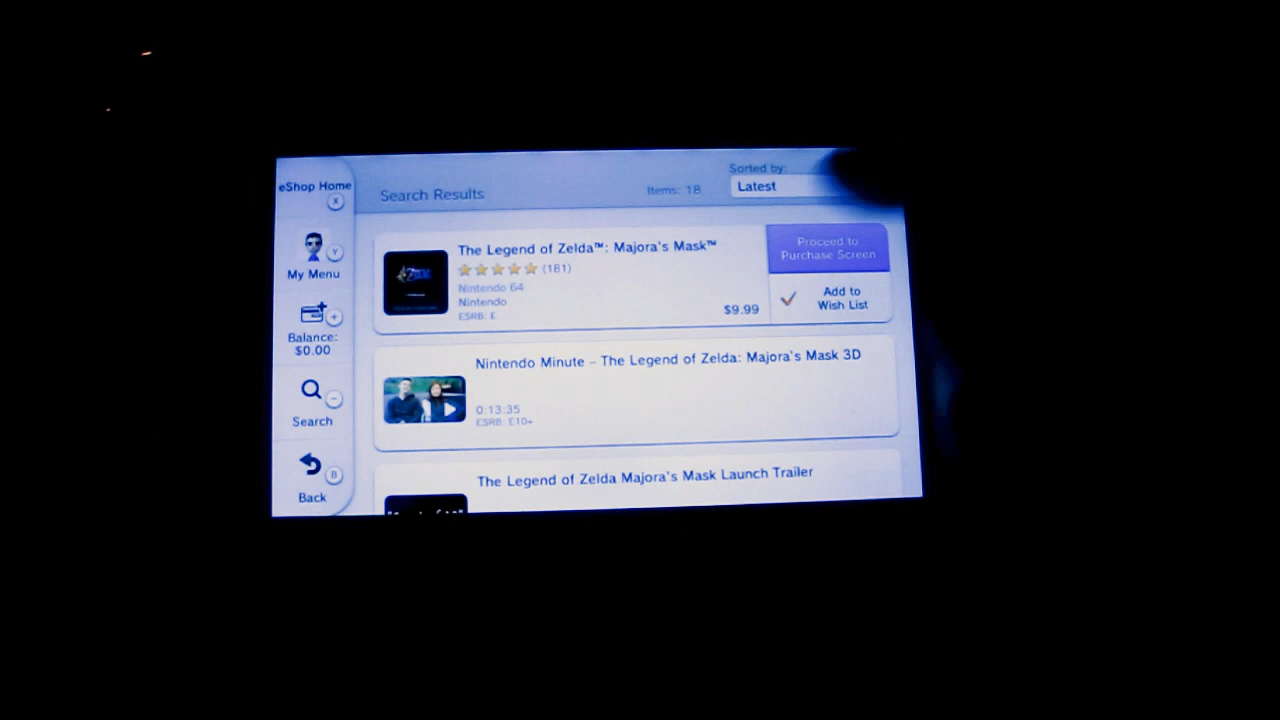 eShop Home
X
Y
My Menu
+
Balance:
$0.00
-
Search
B
Back
Search Results
Items: 18
Sorted by:
Latest
The Legend of Zelda™: Majora's Mask™
(181)
Nintendo 64
Nintendo
ESRB: E
$9.99
Proceed to
Purchase Screen
Add to
Wish List
Nintendo Minute – The Legend of Zelda: Majora's Mask 3D
0:13:35
ESRB: E10+
The Legend of Zelda Majora's Mask Launch Trailer